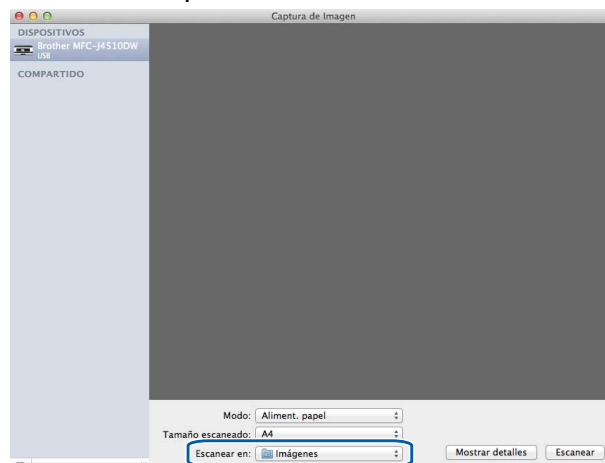 Captura de Imagen
DISPOSITIVOS
Brother MFC-J4510DW
USB
COMPARTIDO
Modo: Aliment. papel
Tamaño escaneado: A4
Escanear en: Imágenes
Mostrar detalles Escanear